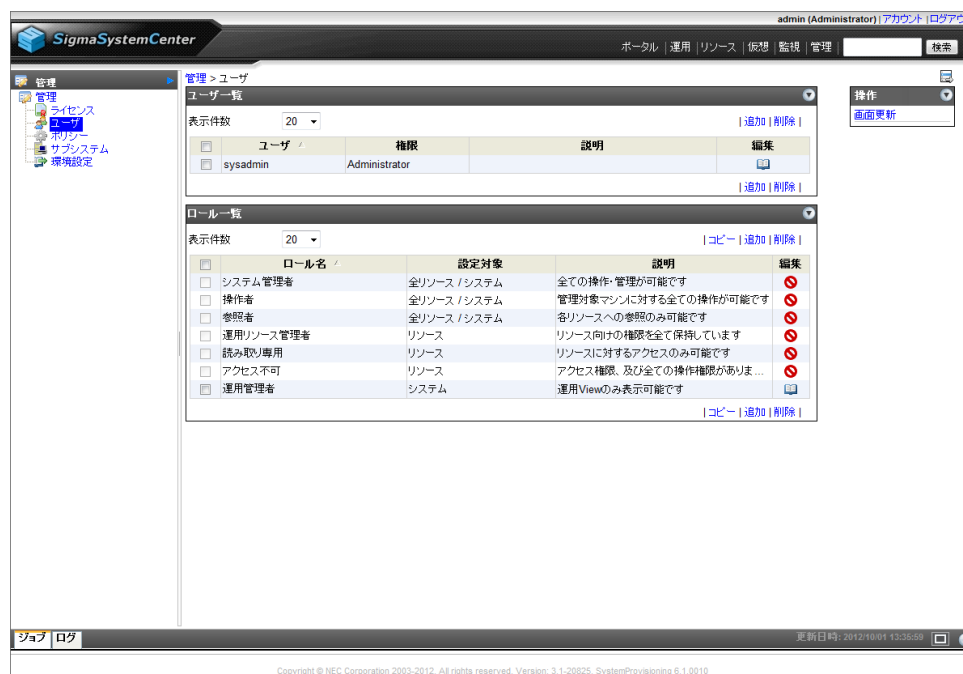 admin (Administrator) | アカウント | ログアウ
SigmaSystemCenter
ポータル | 運用 | リソース | 仮想 | 監視 | 管理 | 検索
管理
管理
ライセンス
ユーザ
ポリシー
サブシステム
環境設定
管理 > ユーザ
ユーザ一覧
表示件数 20 | 追加 | 削除 |
ユーザ 権限 説明 編集
sysadmin Administrator
| 追加 | 削除 |
ロール一覧
表示件数 20 | コピー | 追加 | 削除 |
ロール名 設定対象 説明 編集
システム管理者 全リソース / システム 全ての操作・管理が可能です
操作者 全リソース / システム 管理対象マシンに対する全ての操作が可能です
参照者 全リソース / システム 各リソースへの参照のみ可能です
運用リソース管理者 リソース リソース向けの権限を全て保持しています
読み取り専用 リソース リソースに対するアクセスのみ可能です
アクセス不可 リソース アクセス権限、及び全ての操作権限がありま...
運用管理者 システム 運用Viewのみ表示可能です
| コピー | 追加 | 削除 |
操作
画面更新
ジョブ ログ
更新日時: 2012/10/01 13:35:59
Copyright © NEC Corporation 2003-2012. All rights reserved. Version: 3.1-20825, SystemProvisioning 6.1.0010